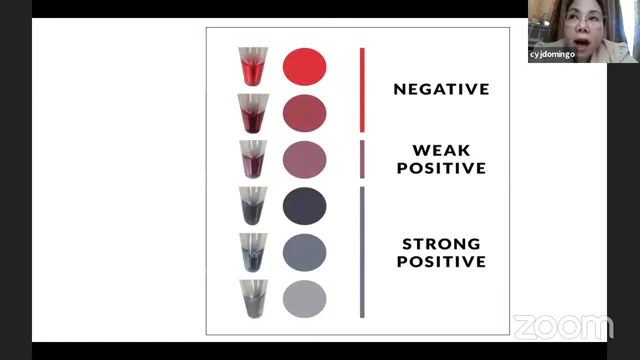 cyjdomingo
NEGATIVE
WEAK
POSITIVE
STRONG
POSITIVE
zoom